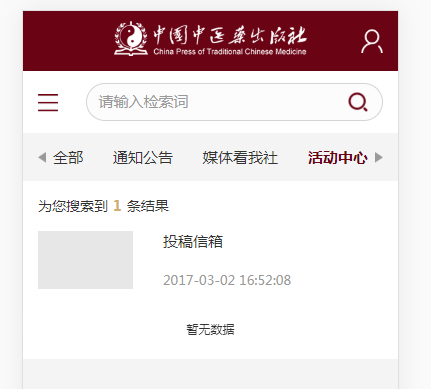 中国中医药出版社
China Press of Traditional Chinese Medicine
请输入检索词
全部 通知公告 媒体看我社 活动中心
为您搜索到 1 条结果
投稿信箱
2017-03-02 16:52:08
暂无数据